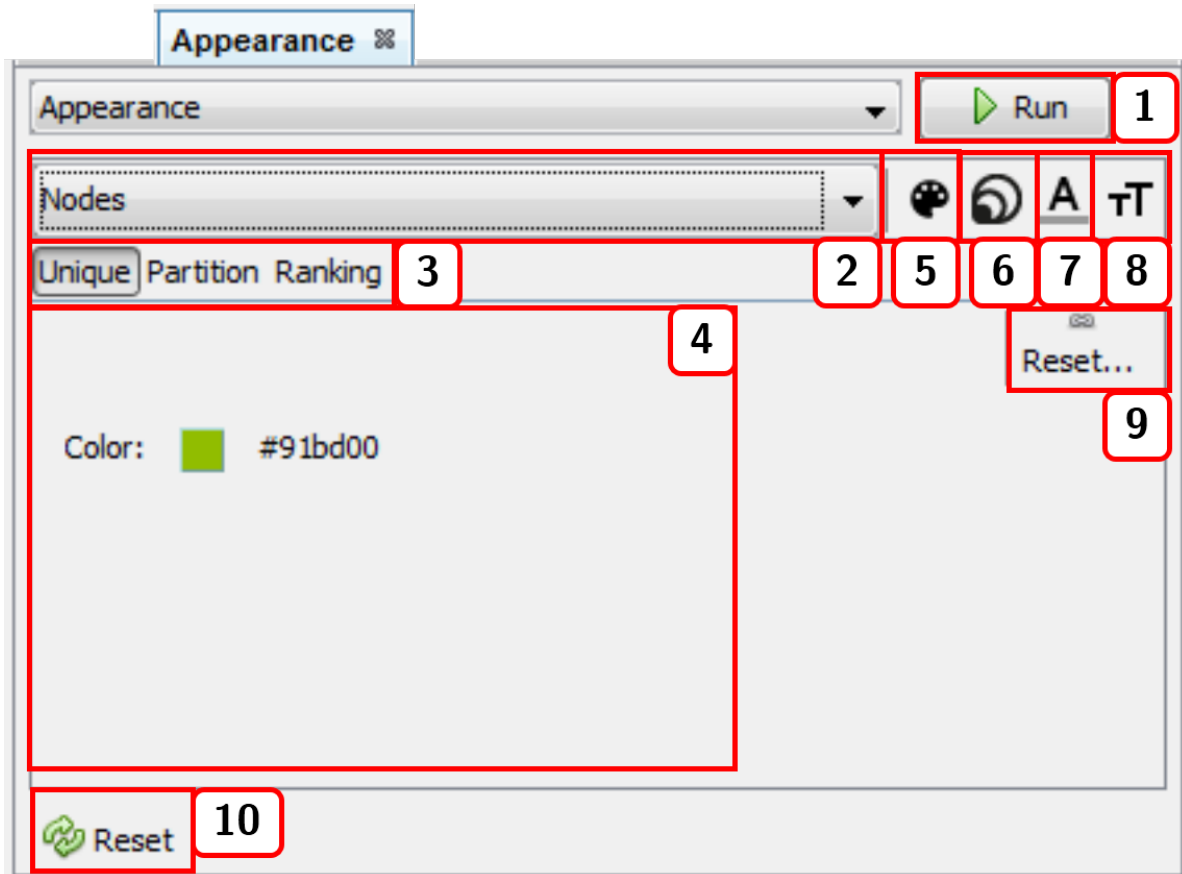 Appearance
Appearance Run 1
Nodes A TT
Unique Partition Ranking 3 2 5 6 7 8
4 Reset...
Color: #91bd00 9
Reset 10